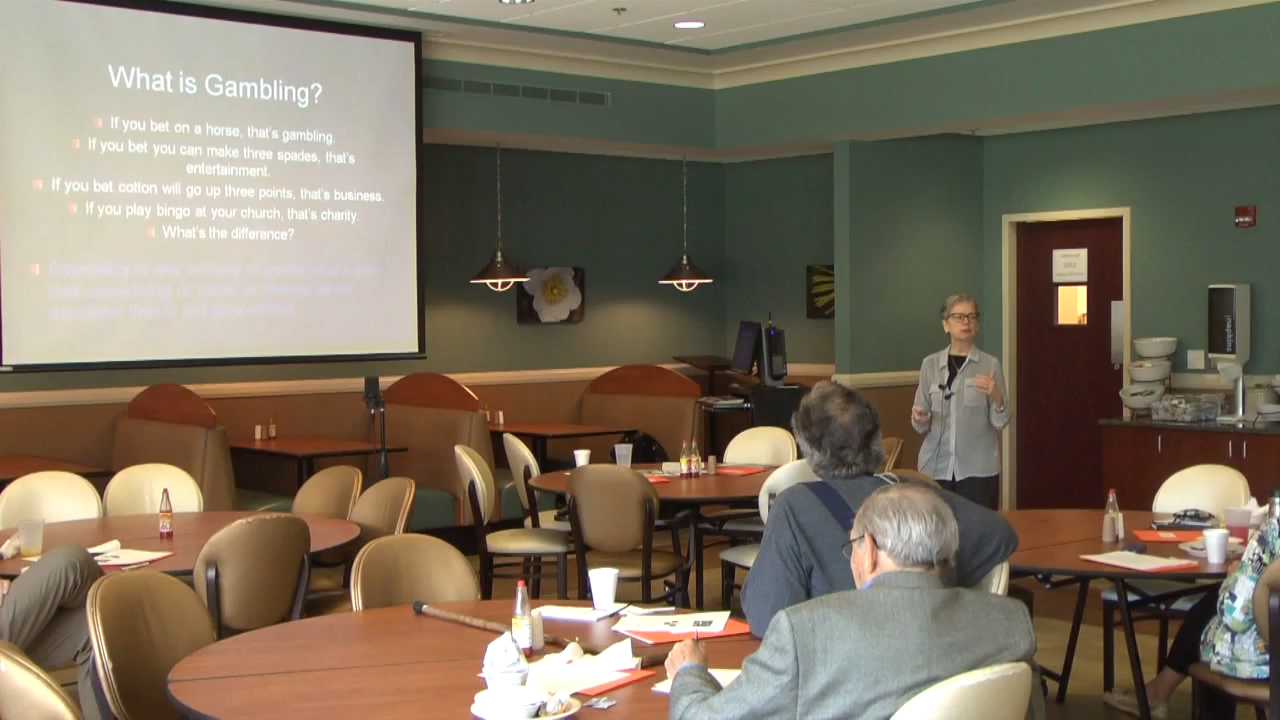 What is Gambling?
If you bet on a horse, that's gambling.
If you bet you can make three spades, that's
entertainment.
If you bet cotton will go up three points, that's business.
If you play bingo at your church, that's charity.
What's the difference?
napkins